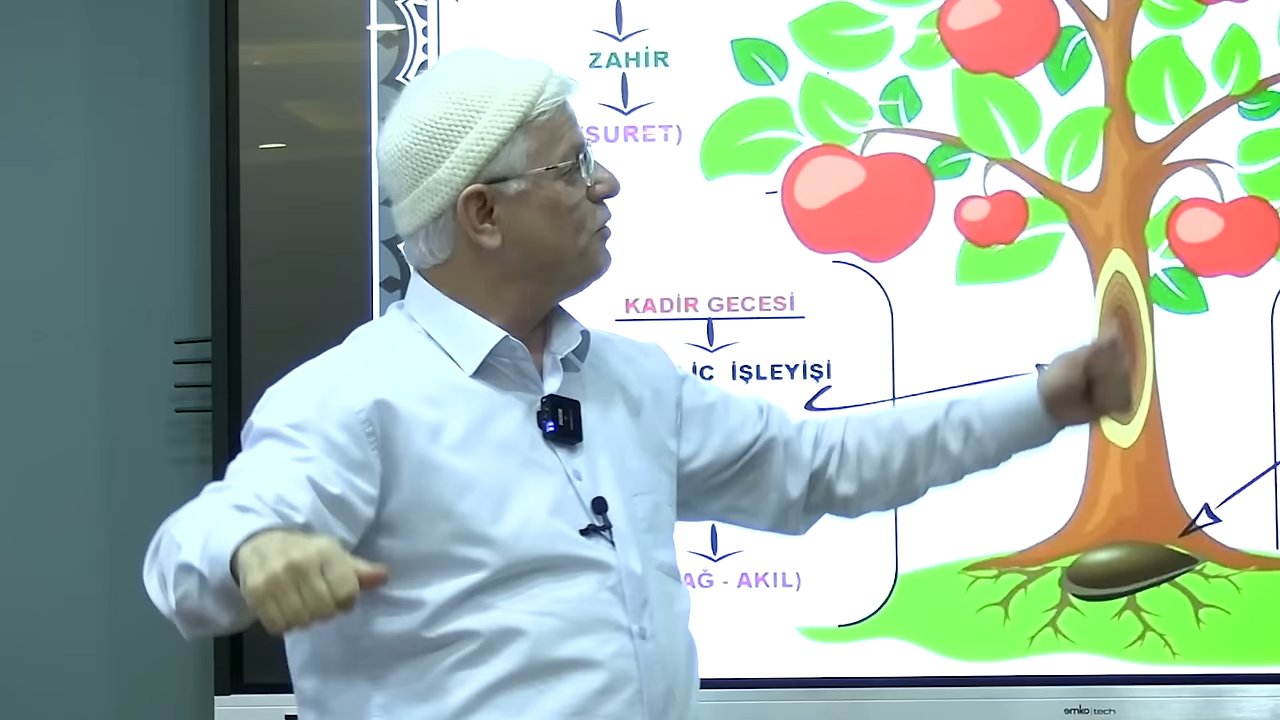 ZAHİR
SURET)
KADİR GECESİ
İÇ İŞLEYİŞİ
AĞ - AKIL)
emko | tech